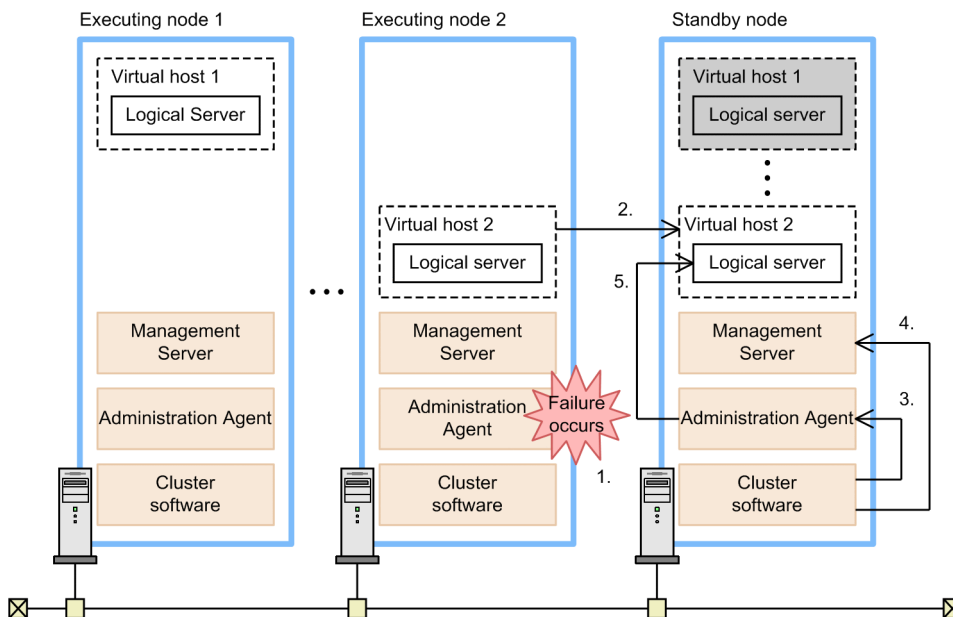 Executing node 1
Executing node 2
Standby node
Virtual host 1
Logical Server
Virtual host 1
Logical server
Virtual host 2
Logical server
2.
Virtual host 2
Logical server
5.
Management
Server
Management
Server
Management
Server
4.
Administration Agent
Administration
Agent
Failure
occurs
Administration Agent
3.
1.
Cluster
software
Cluster
software
Cluster
software